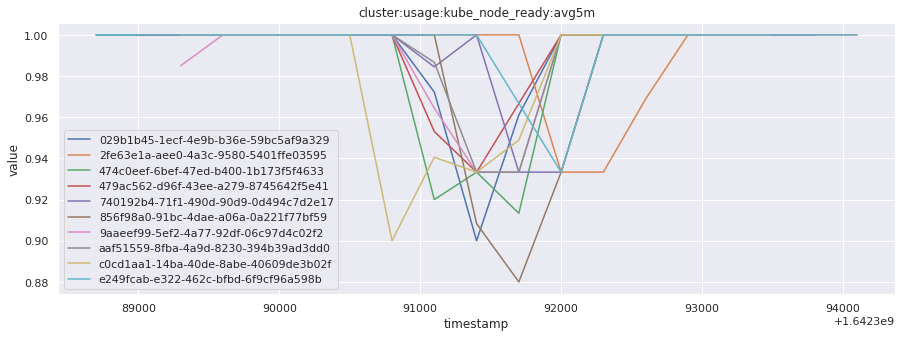 cluster:usage:kube_node_ready:avg5m
value
1.00
0.98
0.96
0.94
0.92
0.90
0.88
029b1b45-1ecf-4e9b-b36e-59bc5af9a329
2fe63e1a-aee0-4a3c-9580-5401ffe03595
474c0eef-6bef-47ed-b400-1b173f5f4633
479ac562-d96f-43ee-a279-8745642f5e41
740192b4-71f1-490d-90d9-0d494c7d2e17
856f98a0-91bc-4dae-a06a-0a221f77bf59
9aaeef99-5ef2-4a77-92df-06c97d4c02f2
aaf51559-8fba-4a9d-8230-394b39ad3dd0
c0cd1aa1-14ba-40de-8abe-40609de3b02f
e249fcab-e322-462c-bfbd-6f9cf96a598b
89000 90000 91000 92000 93000 94000
timestamp
+1.6423e9